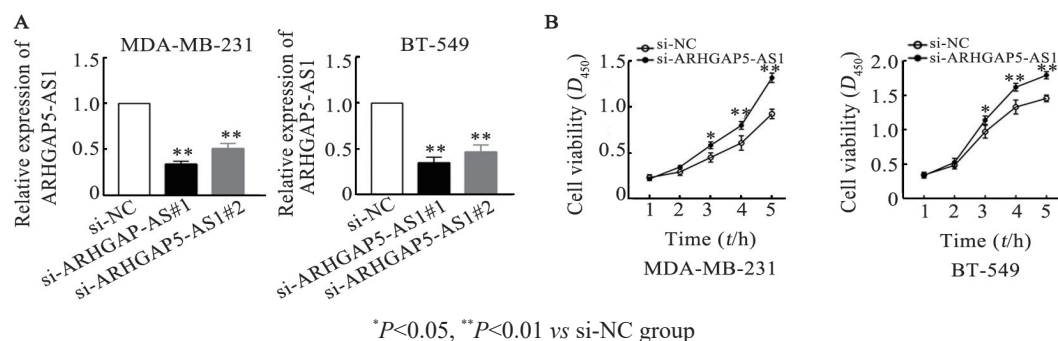 A
Relative expression of
ARHGAP5-AS1
MDA-MB-231
1.5
1.0
0.5
0
**
**
si-NC
si-ARHGAP-AS#1
si-ARHGAP5-AS1#2
Relative expression of
ARHGAP5-AS1
BT-549
1.5
1.0
0.5
0
**
**
si-NC
si-ARHGAP5-AS1#1
si-ARHGAP5-AS1#2
B
Cell viability (D450)
si-NC
si-ARHGAP5-AS1
1.5
1.0
0.5
0
*
**
**
1 2 3 4 5
Time (t/h)
MDA-MB-231
Cell viability (D450)
si-NC
si-ARHGAP5-AS1
2.0
1.5
1.0
0.5
0
*
**
**
1 2 3 4 5
Time (t/h)
BT-549
*P<0.05, **P<0.01 vs si-NC group